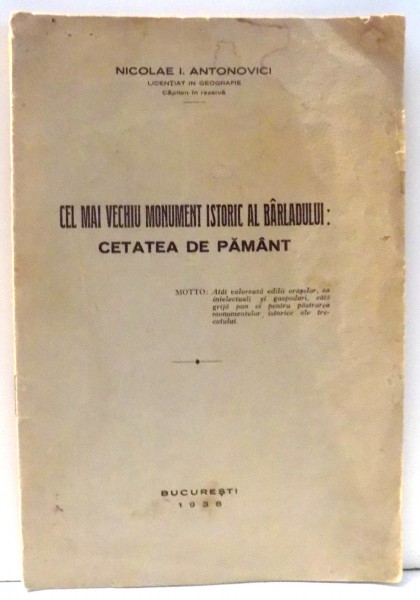 NICOLAE I. ANTONOVICI
LICENȚIAT IN GEOGRAFIE
Căpitan în rezervă
CEL MAI VECHIU MONUMENT ISTORIC AL BÂRLADULUI:
CETATEA DE PĂMÂNT
MOTTO: Atât valorează edilii orașelor, ca
intelectuali și gospodari, câtă
grijă pun ei pentru păstrarea
monumentelor istorice ale tre-
cutului.
BUCUREȘTI
1938